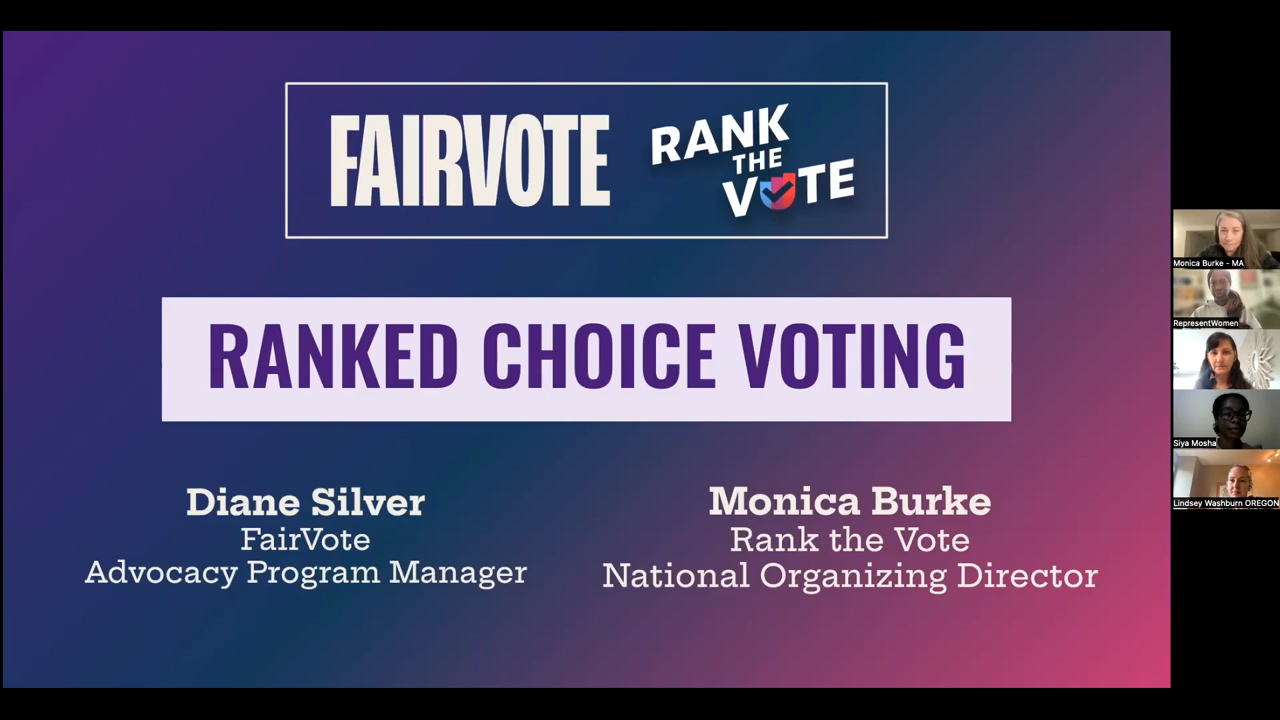 FAIRVOTE
RANK
THE
VOTE
RANKED CHOICE VOTING
Diane Silver
FairVote
Advocacy Program Manager
Monica Burke
Rank the Vote
National Organizing Director
Monica Burke - MA
RepresentWomen
Siya Mosha
Lindsey Washburn OREGON